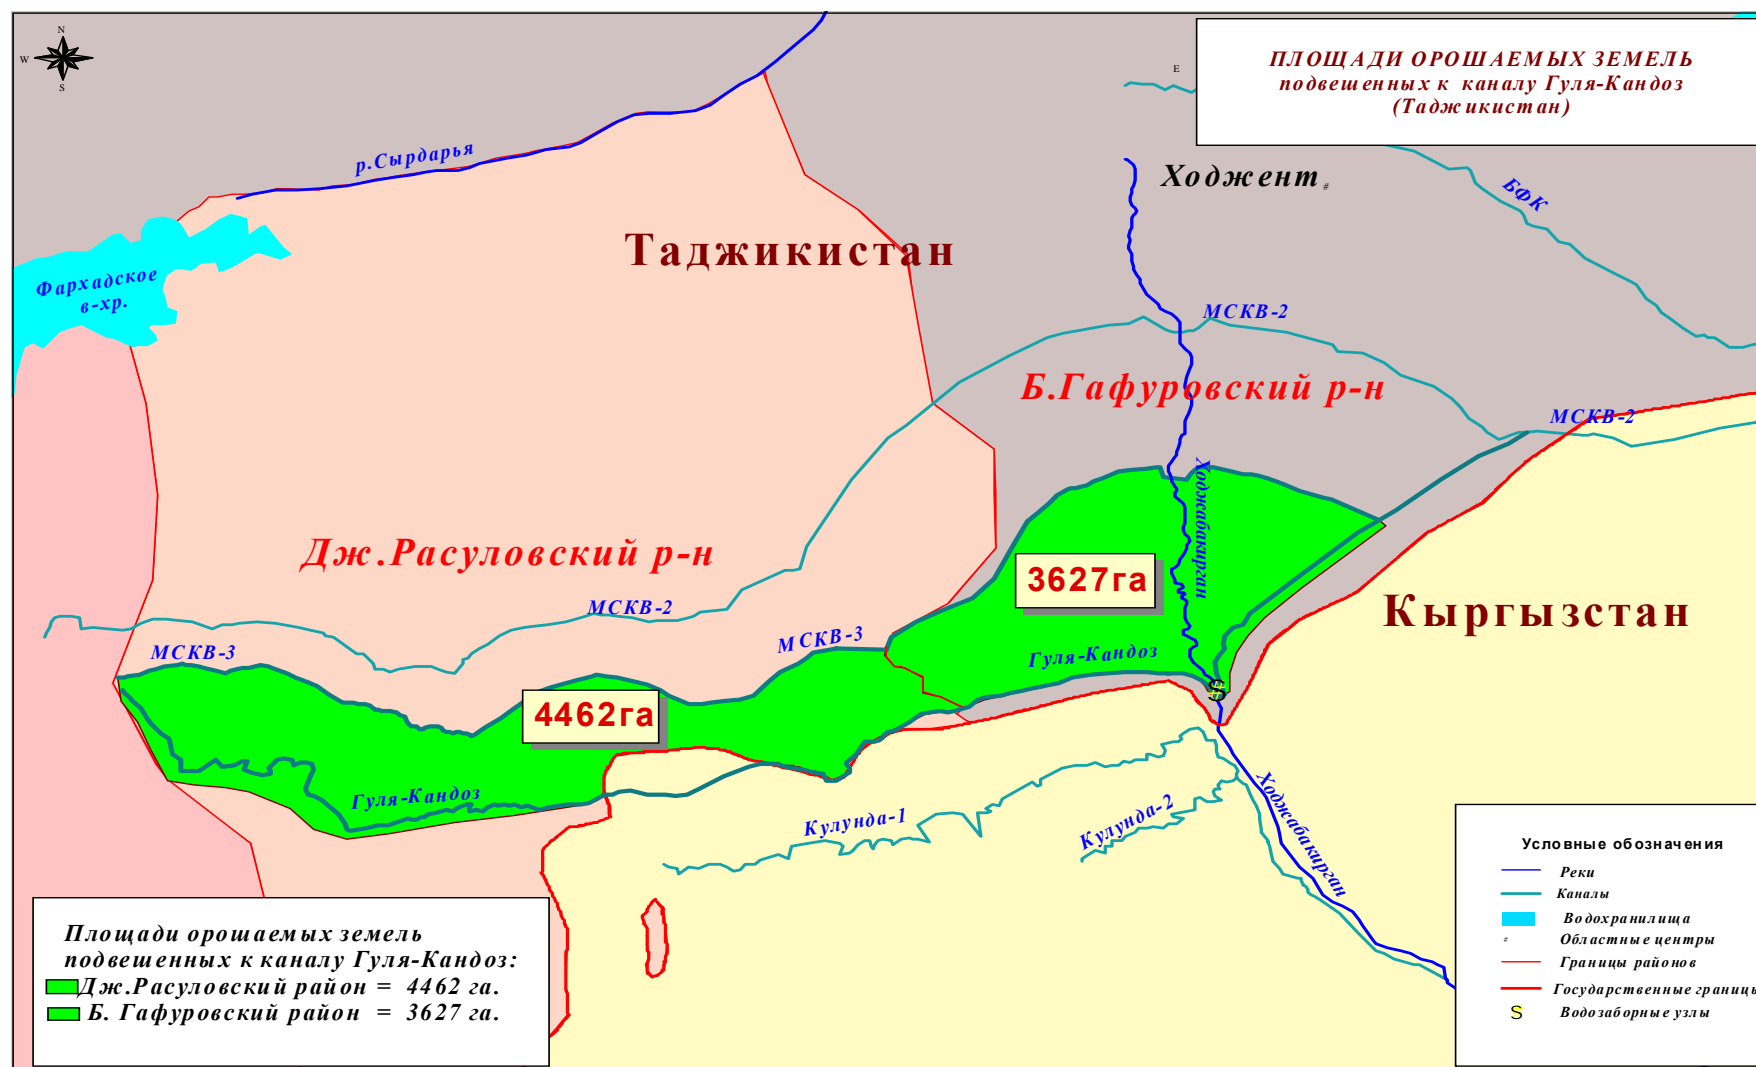 N
W
S
E
ПЛОЩАДИ ОРОШАЕМЫХ ЗЕМЕЛЬ
подвешенных к каналу Гуля-Кандоз
(Таджикистан)
р.Сырдарья
Ходжент
#
БФК
Таджикистан
Фархадское
в-хр.
МСКВ-2
Б.Гафуровский р-н
МСКВ-2
Ходжабакирган
Дж.Расуловский р-н
3627га
МСКВ-2
Кыргызстан
МСКВ-3
МСКВ-3
Гуля-Кандоз
S
#
4462га
Гуля-Кандоз
Кулунда-1
Кулунда-2
Ходжабакирган
Условные обозначения
Реки
Каналы
Водохранилища
# Областные центры
Границы районов
Государственные границы
S Водозаборные узлы
Площади орошаемых земель
подвешенных к каналу Гуля-Кандоз:
Дж.Расуловский район = 4462 га.
Б. Гафуровский район = 3627 га.